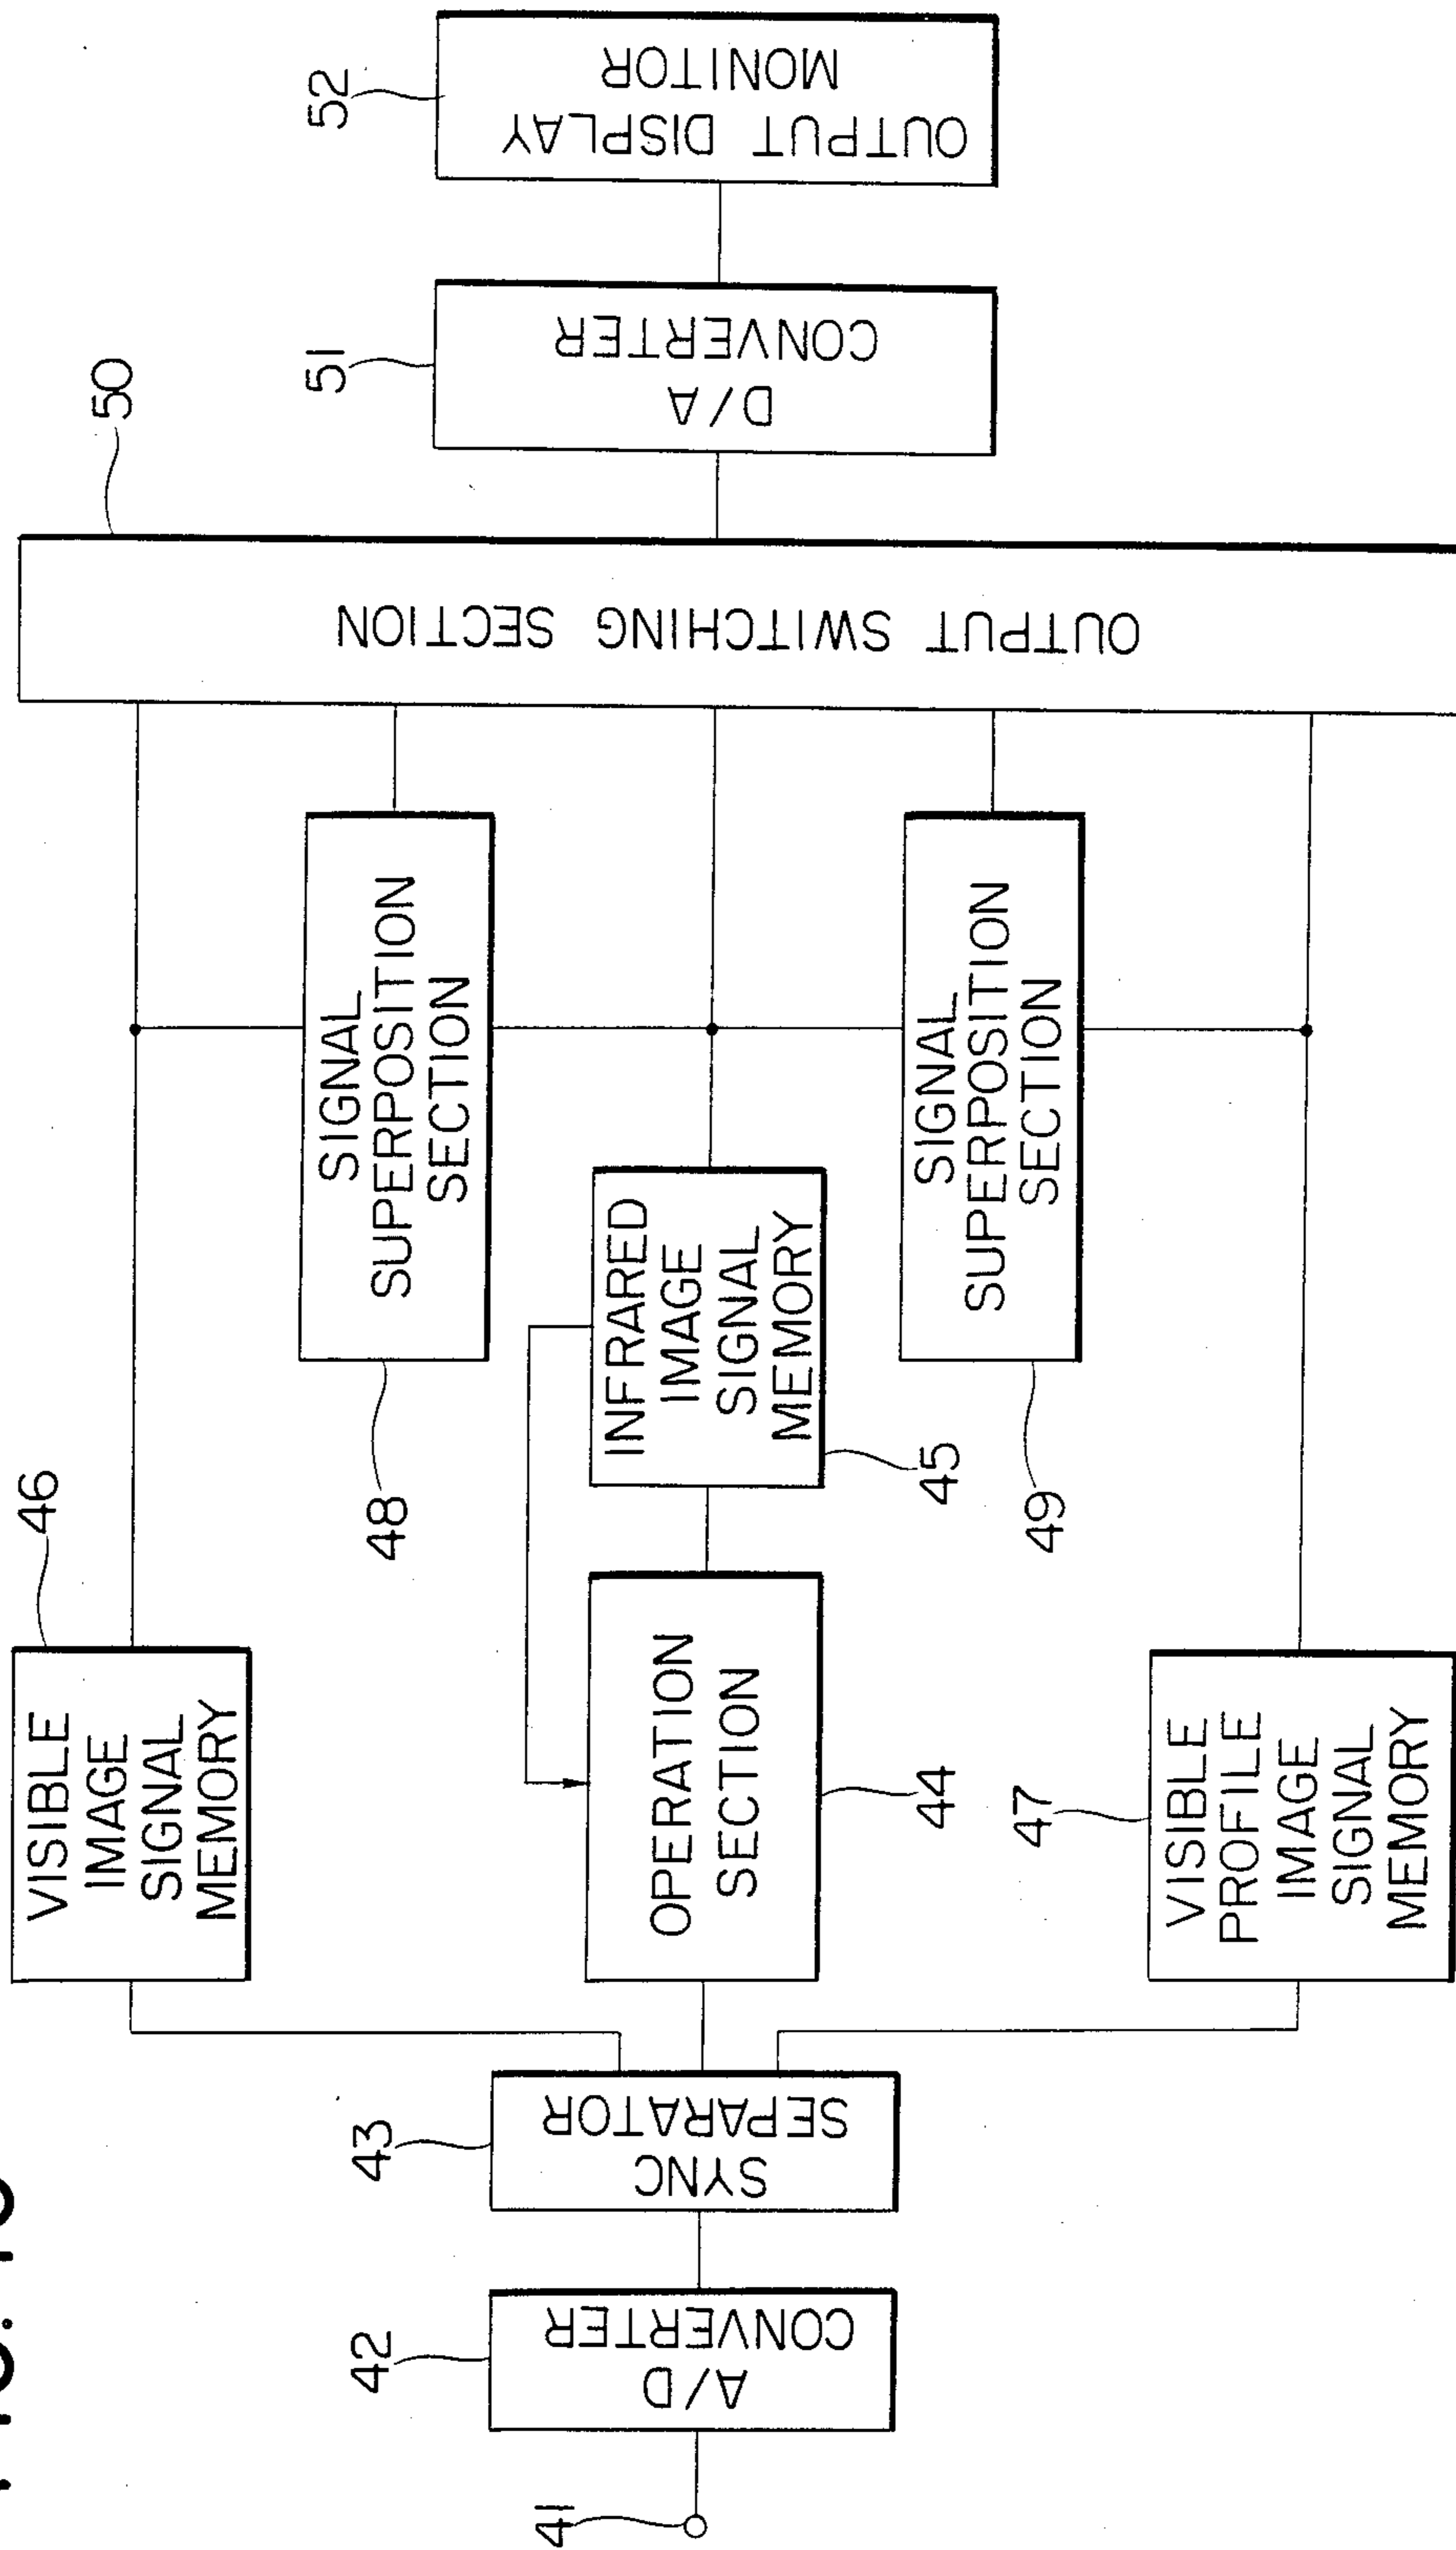 41
42
A/D
CONVERTER
43
SYNC
SEPARATOR
46
VISIBLE
IMAGE
SIGNAL
MEMORY
44
OPERATION
SECTION
47
VISIBLE
PROFILE
IMAGE
SIGNAL
MEMORY
45
INFRARED
IMAGE
SIGNAL
MEMORY
48
SIGNAL
SUPERPOSITION
SECTION
49
SIGNAL
SUPERPOSITION
SECTION
50
OUTPUT SWITCHING SECTION
51
D/A
CONVERTER
52
OUTPUT DISPLAY
MONITOR